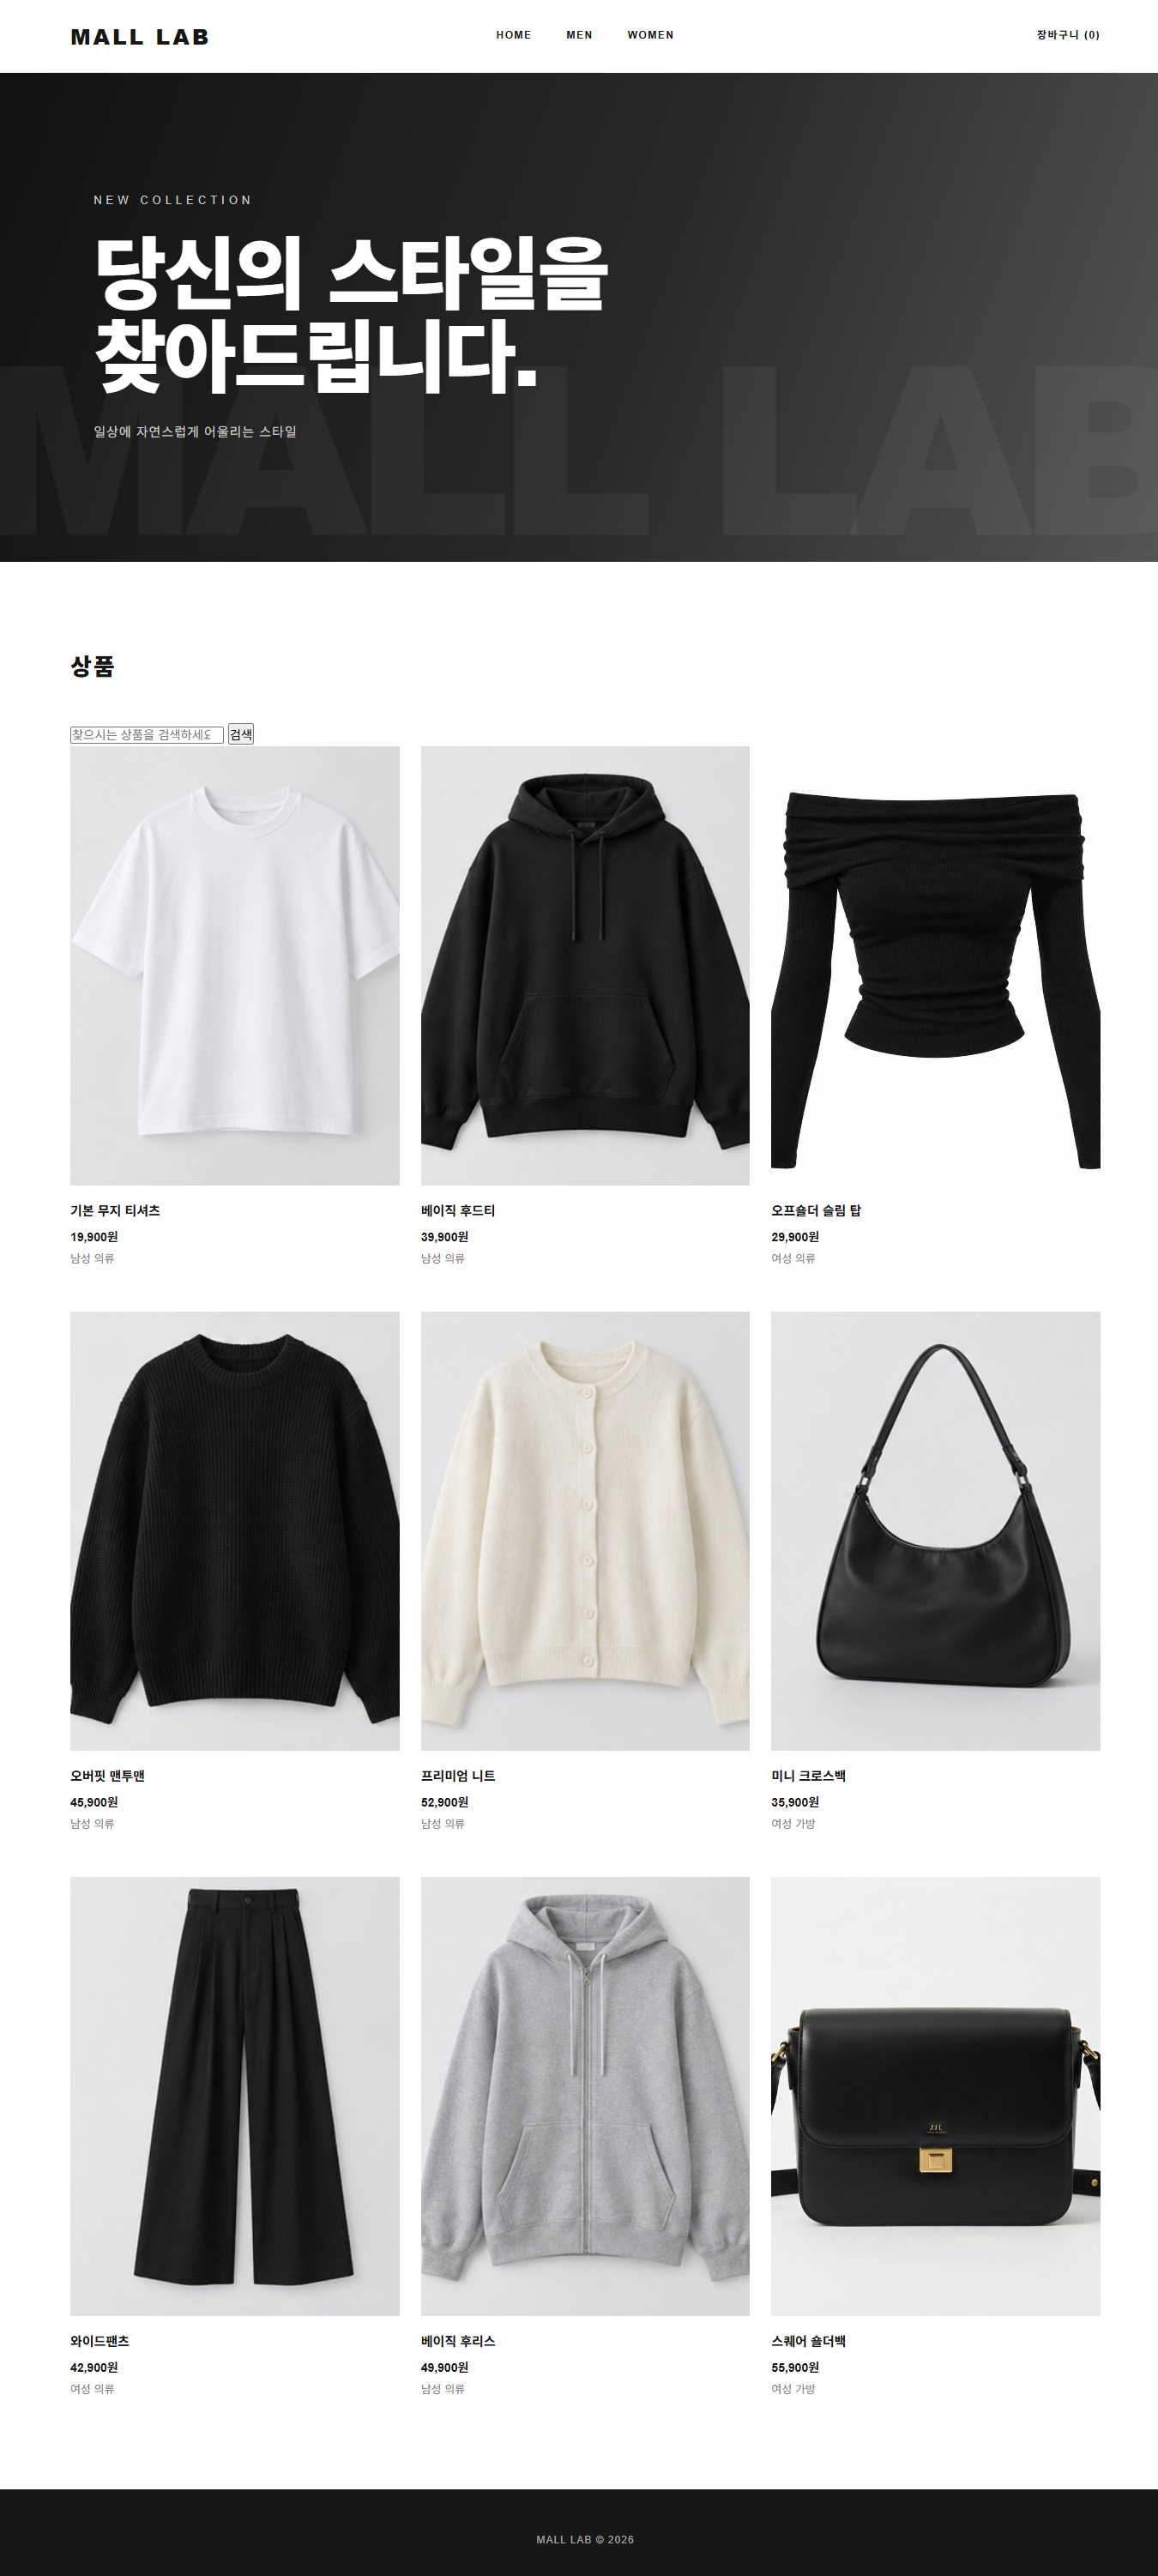 MALL LAB
HOME MEN WOMEN
장바구니 (0)
NEW COLLECTION
당신의 스타일을
찾아드립니다.
일상에 자연스럽게 어울리는 스타일
MALL LAB
상품
찾으시는 상품을 검색하세요 검색
기본 무지 티셔츠
19,900원
남성 의류
베이직 후드티
39,900원
남성 의류
오프숄더 슬림 탑
29,900원
여성 의류
오버핏 맨투맨
45,900원
남성 의류
프리미엄 니트
52,900원
남성 의류
미니 크로스백
35,900원
여성 가방
와이드팬츠
42,900원
여성 의류
베이직 후리스
49,900원
남성 의류
스퀘어 숄더백
55,900원
여성 가방
MALL LAB © 2026